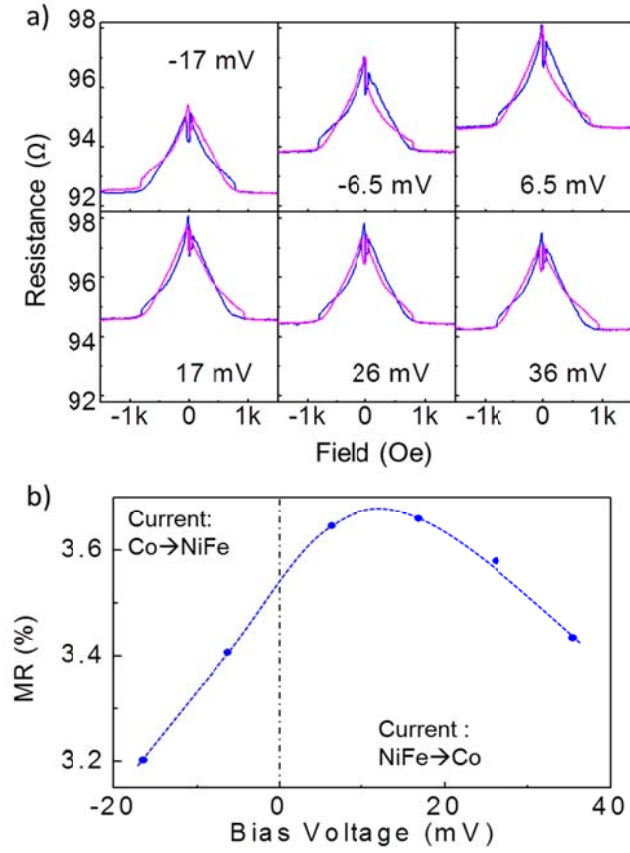 a)
98
96
94
92
-17 mV
-6.5 mV
6.5 mV
98
96
94
92
17 mV
26 mV
36 mV
Resistance (Ω)
-1k 0 1k -1k 0 1k -1k 0 1k
Field (Oe)
b)
Current:
Co→NiFe
3.6
3.4
3.2
MR (%)
Current :
NiFe→Co
-20 0 20 40
Bias Voltage (mV)